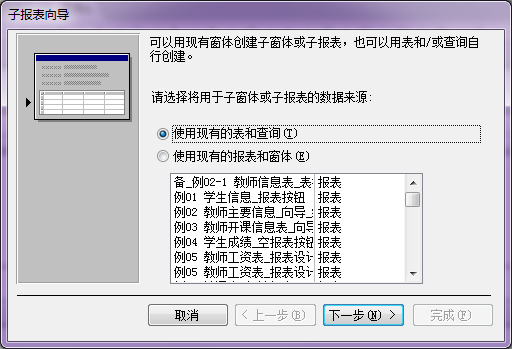 子报表向导
可以用现有窗体创建子窗体或子报表，也可以用表和/或查询自
行创建。
请选择将用于子窗体或子报表的数据来源:
使用现有的表和查询(T)
使用现有的报表和窗体(E)
备_例02-1 教师信息表_表 报表
例01 学生信息_报表按钮 报表
例02 教师主要信息_向导_ 报表
例03 教师开课信息表_向导 报表
例04 学生成绩_空报表按钮 报表
例05 教师工资表_报表设计 报表
例05 教师工资表_报表设计 报表
取消 < 上一步(B) 下一步(N) > 完成(F)